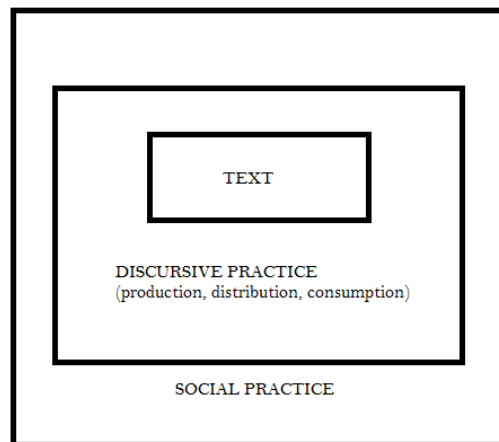 TEXT
DISCURSIVE PRACTICE
(production, distribution, consumption)
SOCIAL PRACTICE